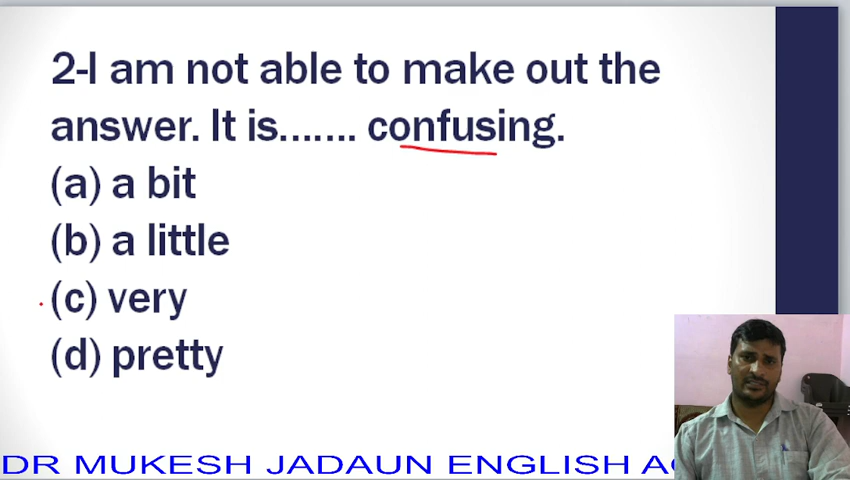 2-I am not able to make out the
answer. It is....... confusing.
(a) a bit
(b) a little
(c) very
(d) pretty
DR MUKESH JADAUN ENGLISH